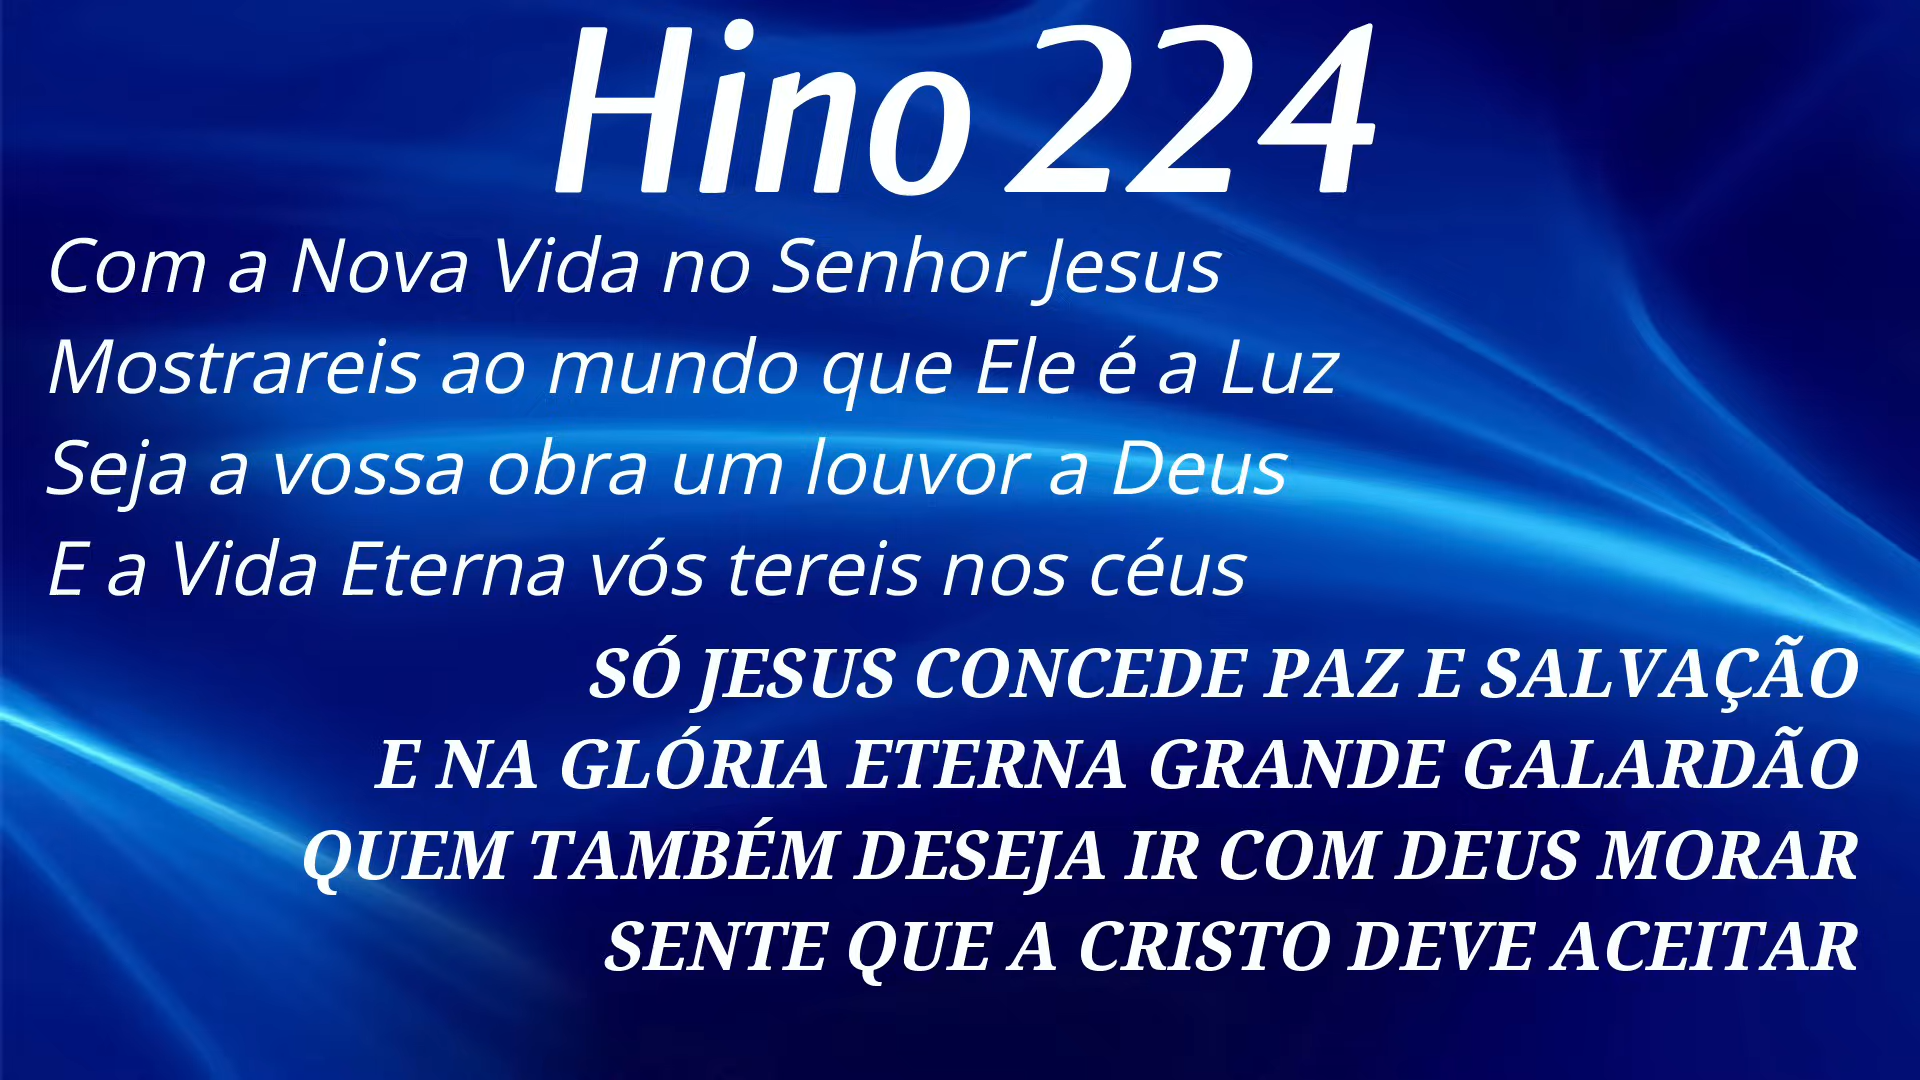 Hino 224
Com a Nova Vida no Senhor Jesus
Mostrareis ao mundo que Ele é a Luz
Seja a vossa obra um louvor a Deus
E a Vida Eterna vós tereis nos céus
SÓ JESUS CONCEDE PAZ E SALVAÇÃO
E NA GLÓRIA ETERNA GRANDE GALARDÃO
QUEM TAMBÉM DESEJA IR COM DEUS MORAR
SENTE QUE A CRISTO DEVE ACEITAR